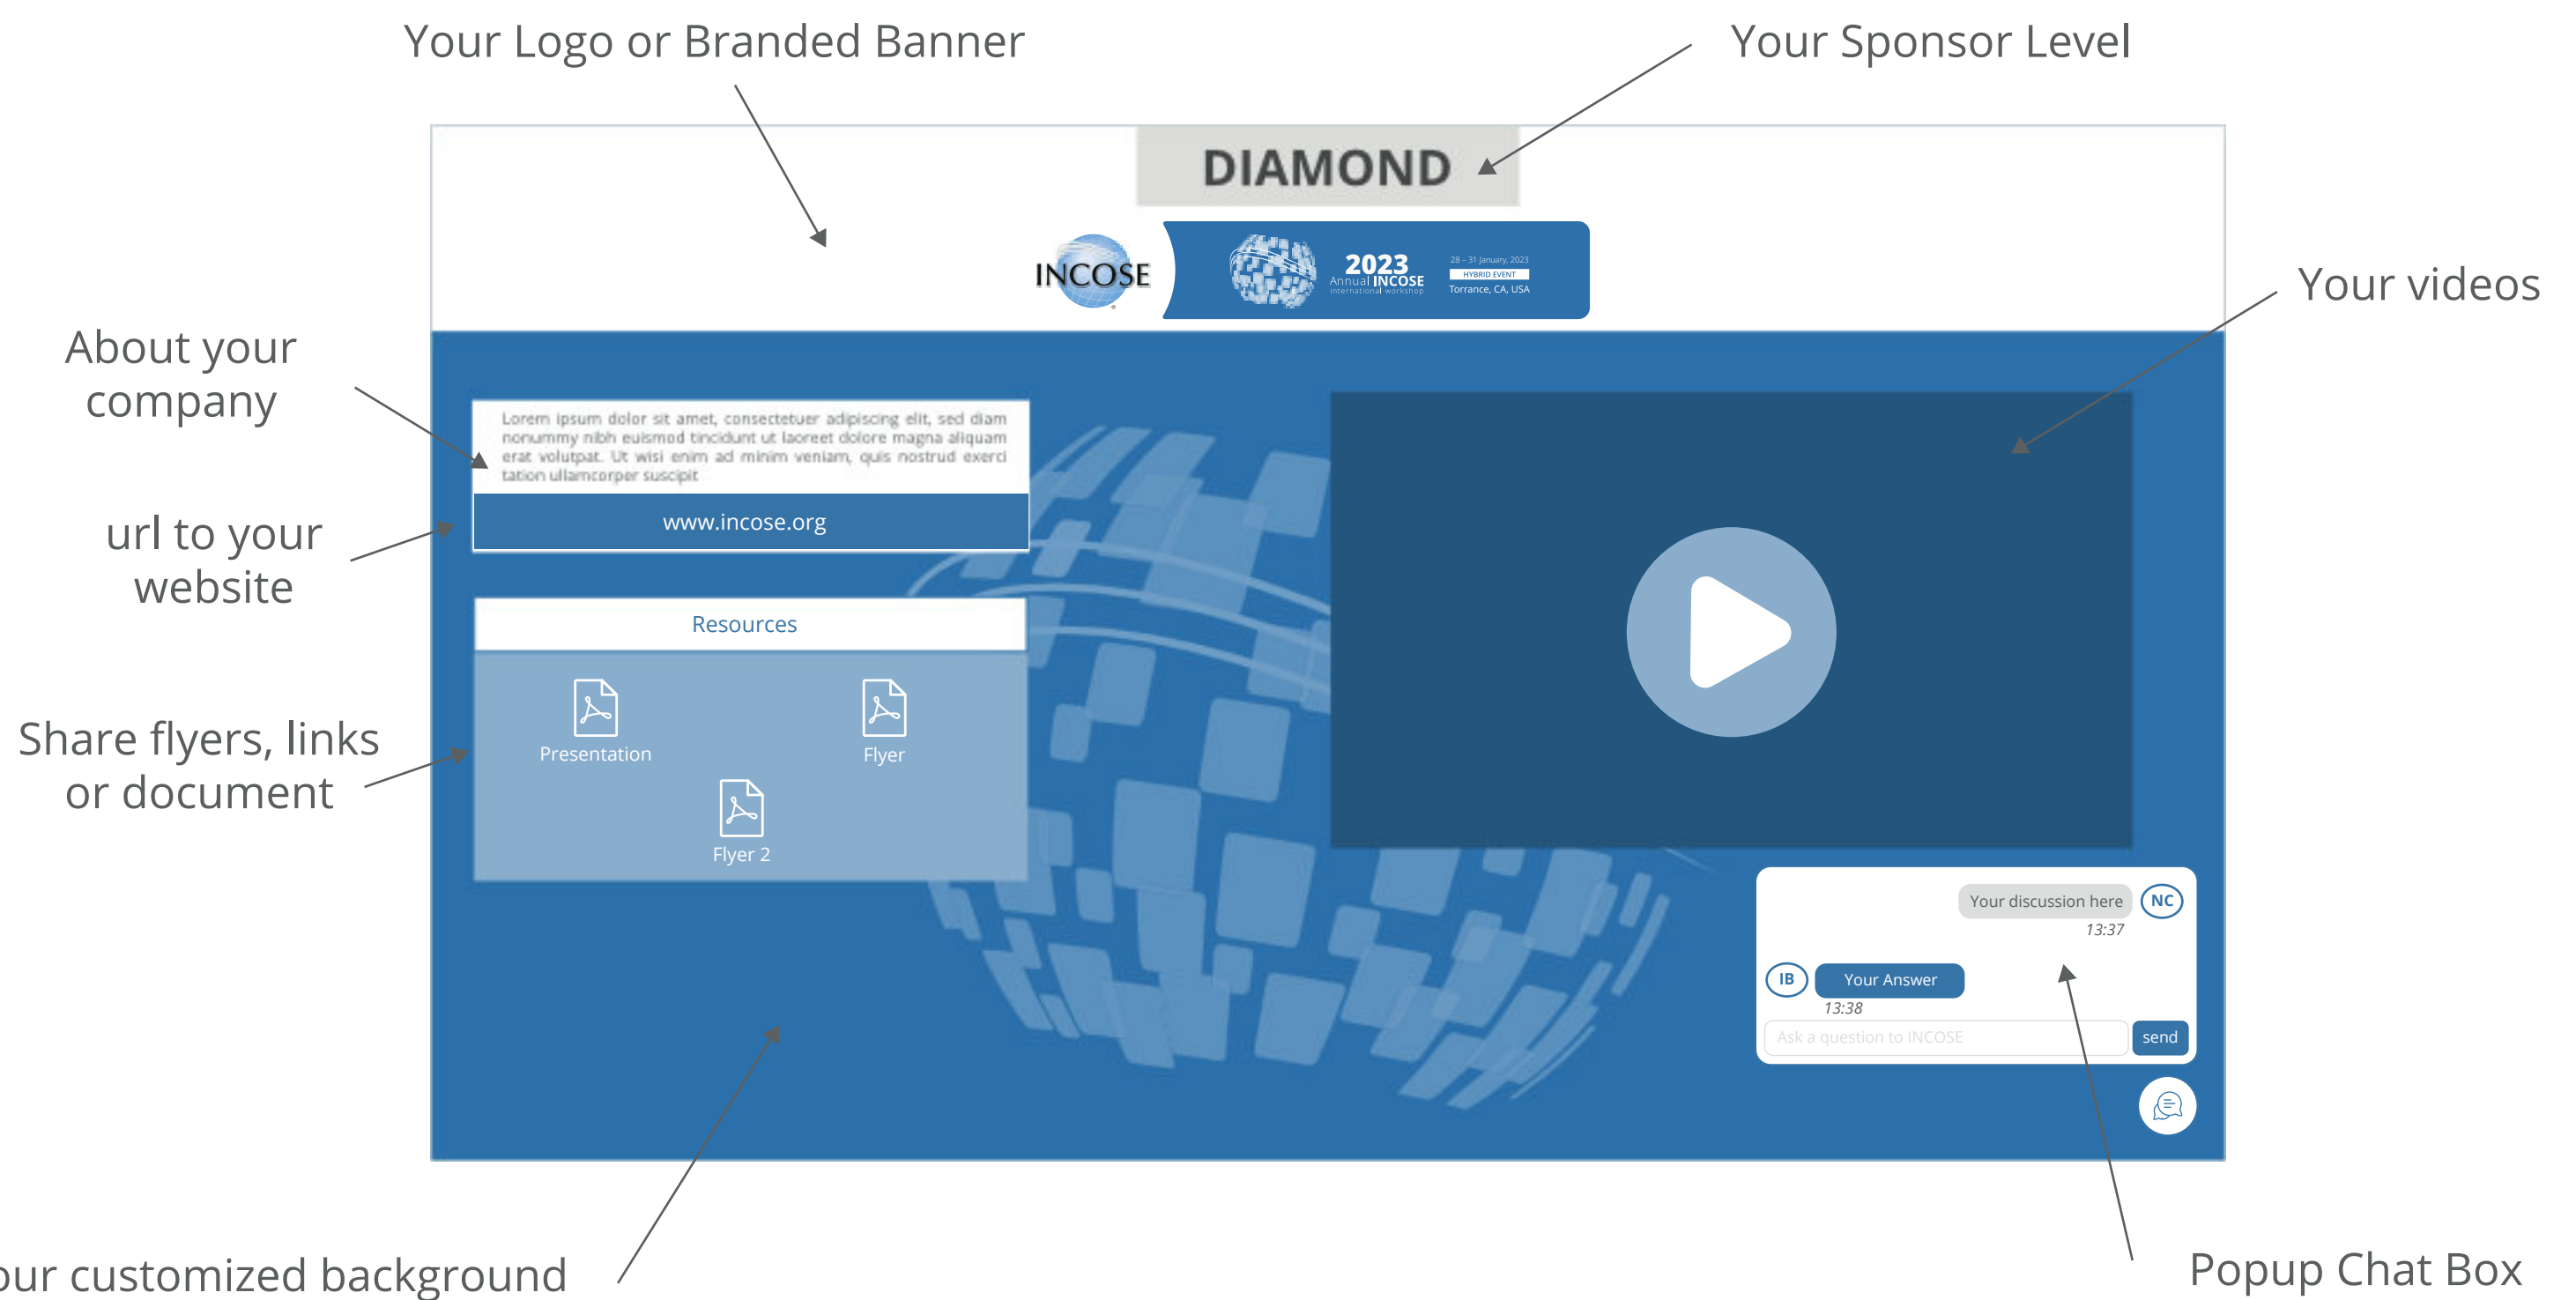 Your Logo or Branded Banner
Your Sponsor Level
DIAMOND
INCOSE
2023
Annual INCOSE
international workshop
28 – 31 January, 2023
HYBRID EVENT
Torrance, CA, USA
Your videos
About your
company
Lorem ipsum dolor sit amet, consectetuer adipiscing elit, sed diam
nonummy nibh euismod tincidunt ut laoreet dolore magna aliquam
erat volutpat. Ut wisi enim ad minim veniam, quis nostrud exerci
tation ullamcorper suscipit
url to your
website
www.incose.org
Resources
Share flyers, links
or document
Presentation
Flyer
Flyer 2
Your discussion here
NC
13:37
IB
Your Answer
13:38
Ask a question to INCOSE
send
our customized background
Popup Chat Box